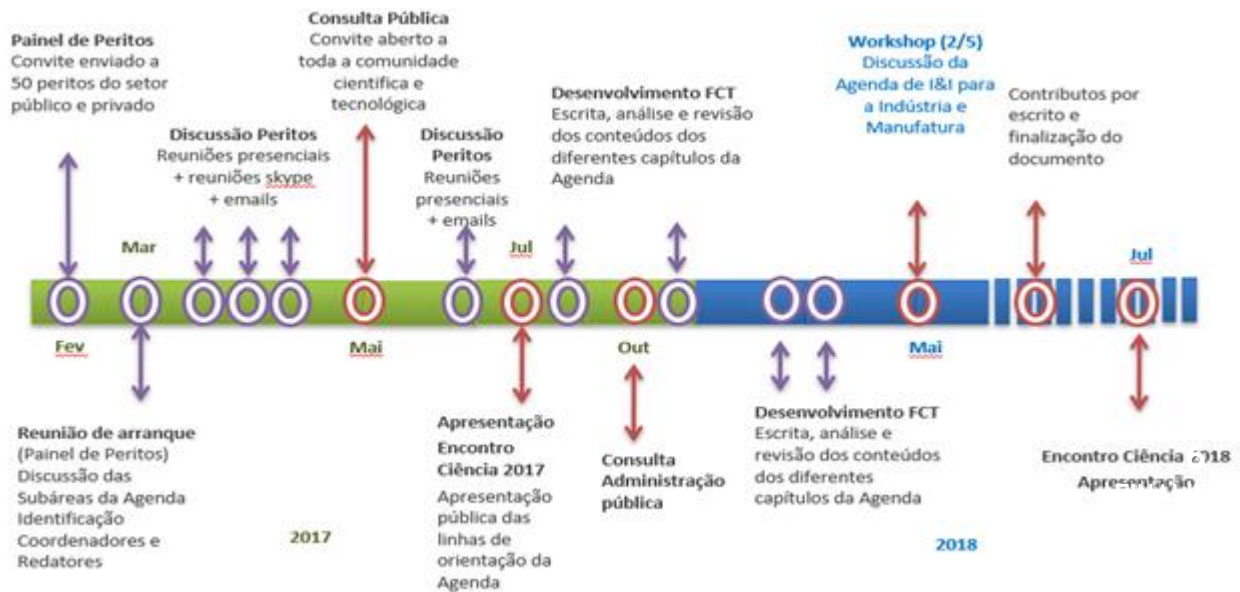 Painel de Peritos
Convite enviado a
50 peritos do setor
público e privado
Discussão Peritos
Reuniões presenciais
+ reuniões skype
+ emails
Consulta Pública
Convite aberto a
toda a comunidade
científica e
tecnológica
Discussão
Peritos
Reuniões
presenciais
+ emails
Desenvolvimento FCT
Escrita, análise e revisão
dos conteúdos dos
diferentes capítulos da
Agenda
Workshop (2/5)
Discussão da
Agenda de I&I para
a Indústria e
Manufatura
Contributos por
escrito e
finalização do
documento
Mar
Jul
Jul
Fev
Mai
Out
Mai
Reunião de arranque
(Painel de Peritos)
Discussão das
Subáreas da Agenda
Identificação
Coordenadores e
Redatores
2017
Apresentação
Encontro
Ciência 2017
Apresentação
pública das
linhas de
orientação da
Agenda
Consulta
Administração
pública
Desenvolvimento FCT
Escrita, análise e
revisão dos conteúdos
dos diferentes
capítulos da Agenda
2018
Encontro Ciência 2018
Apresentação